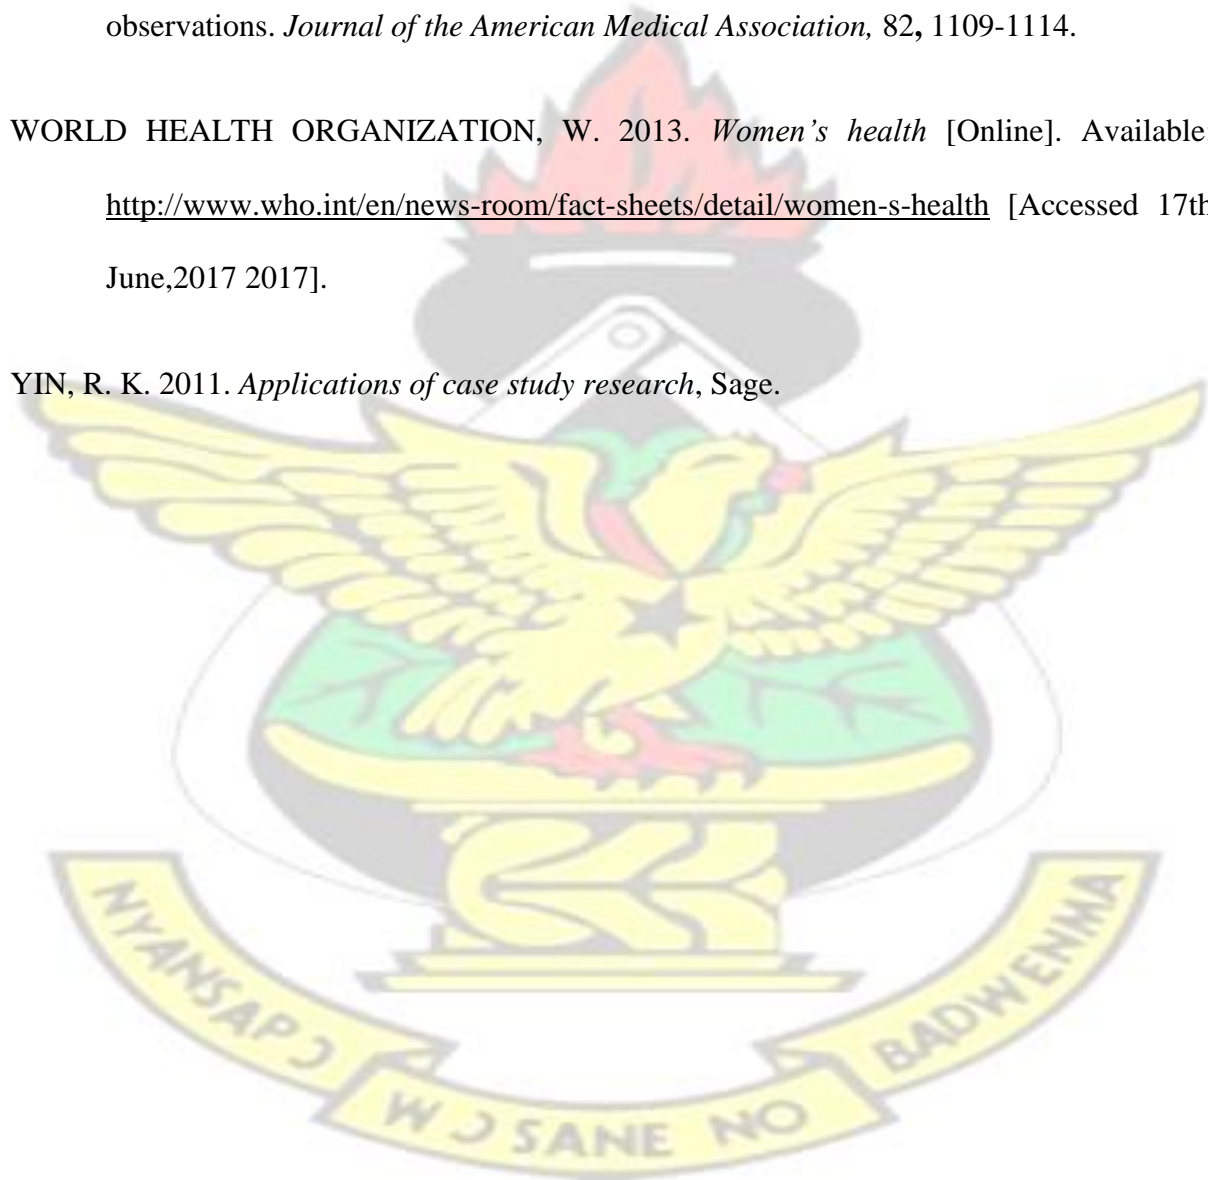 observations. Journal of the American Medical Association, 82, 1109-1114.
WORLD HEALTH ORGANIZATION, W. 2013. Women’s health [Online]. Available:
http://www.who.int/en/news-room/fact-sheets/detail/women-s-health [Accessed 17th
June,2017 2017].
YIN, R. K. 2011. Applications of case study research, Sage.
NYANSAPƆ
WƆSANE NO
BADWENMA